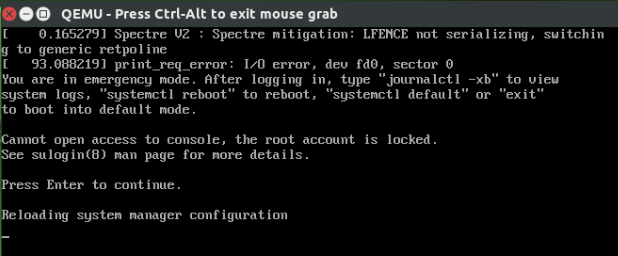 QEMU - Press Ctrl-Alt to exit mouse grab
[    0.165279] Spectre V2 : Spectre mitigation: LFENCE not serializing, switchin
g to generic retpoline
[   93.088219] print_req_error: I/O error, dev fd0, sector 0
You are in emergency mode. After logging in, type "journalctl -xb" to view
system logs, "systemctl reboot" to reboot, "systemctl default" or "exit"
to boot into default mode.
Cannot open access to console, the root account is locked.
See sulogin(8) man page for more details.
Press Enter to continue.
Reloading system manager configuration